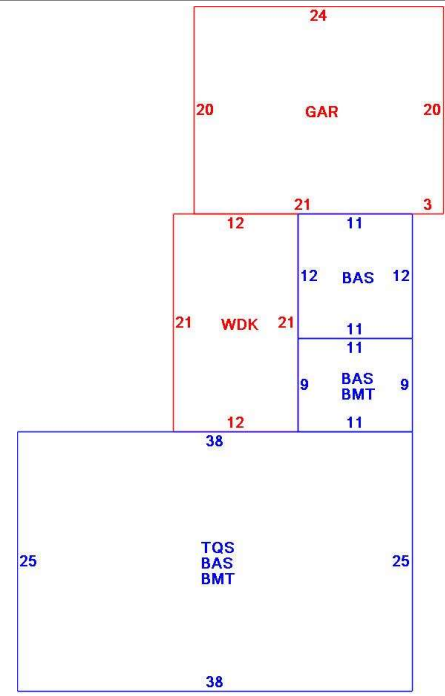 24
20 GAR 20
21 3
12 11
12 BAS 12
21 WDK 21
11
11
9 BAS 9
BMT
12 11
38
TQS
25 BAS 25
BMT
38